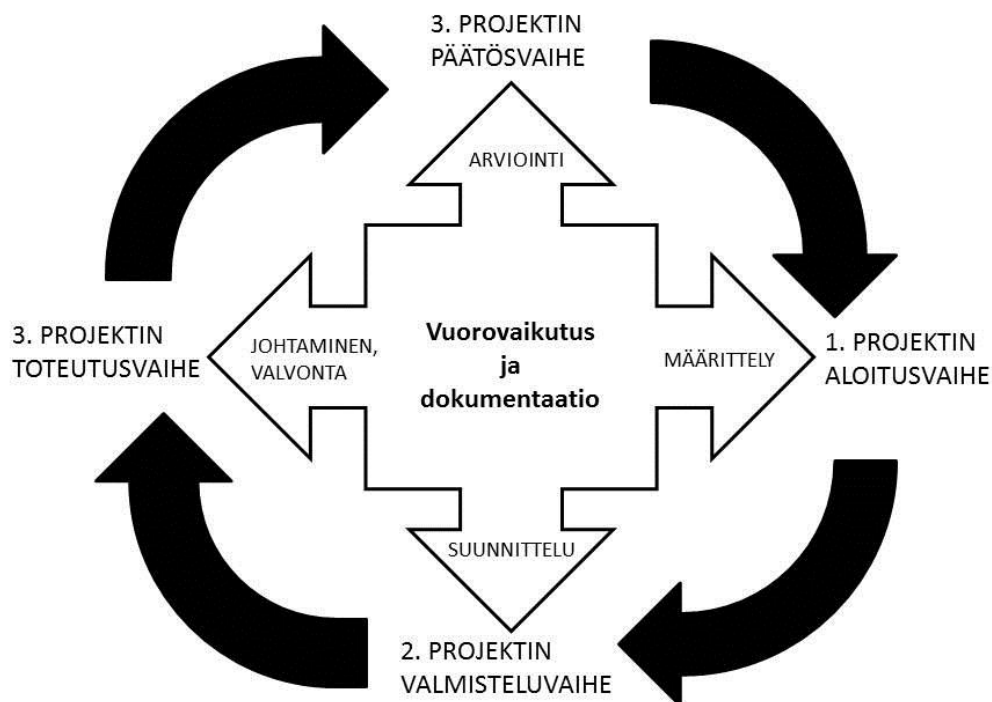 3. PROJEKTIN
PÄÄTÖSVAIHE
ARVIOINTI
3. PROJEKTIN
TOTEUTUSVAIHE
JOHTAMINEN,
VALVONTA
Vuorovaikutus
ja
dokumentaatio
MÄÄRITTELY
1. PROJEKTIN
ALOITUSVAIHE
SUUNNITTELU
2. PROJEKTIN
VALMISTELUVAIHE